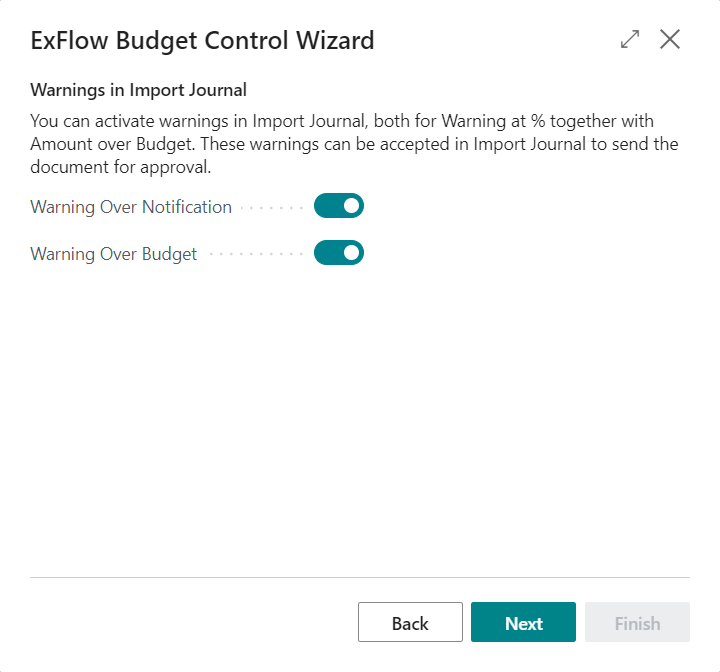 ExFlow Budget Control Wizard
Warnings in Import Journal
You can activate warnings in Import Journal, both for Warning at % together with
Amount over Budget. These warnings can be accepted in Import Journal to send the
document for approval.
Warning Over Notification
Warning Over Budget
Back Next Finish